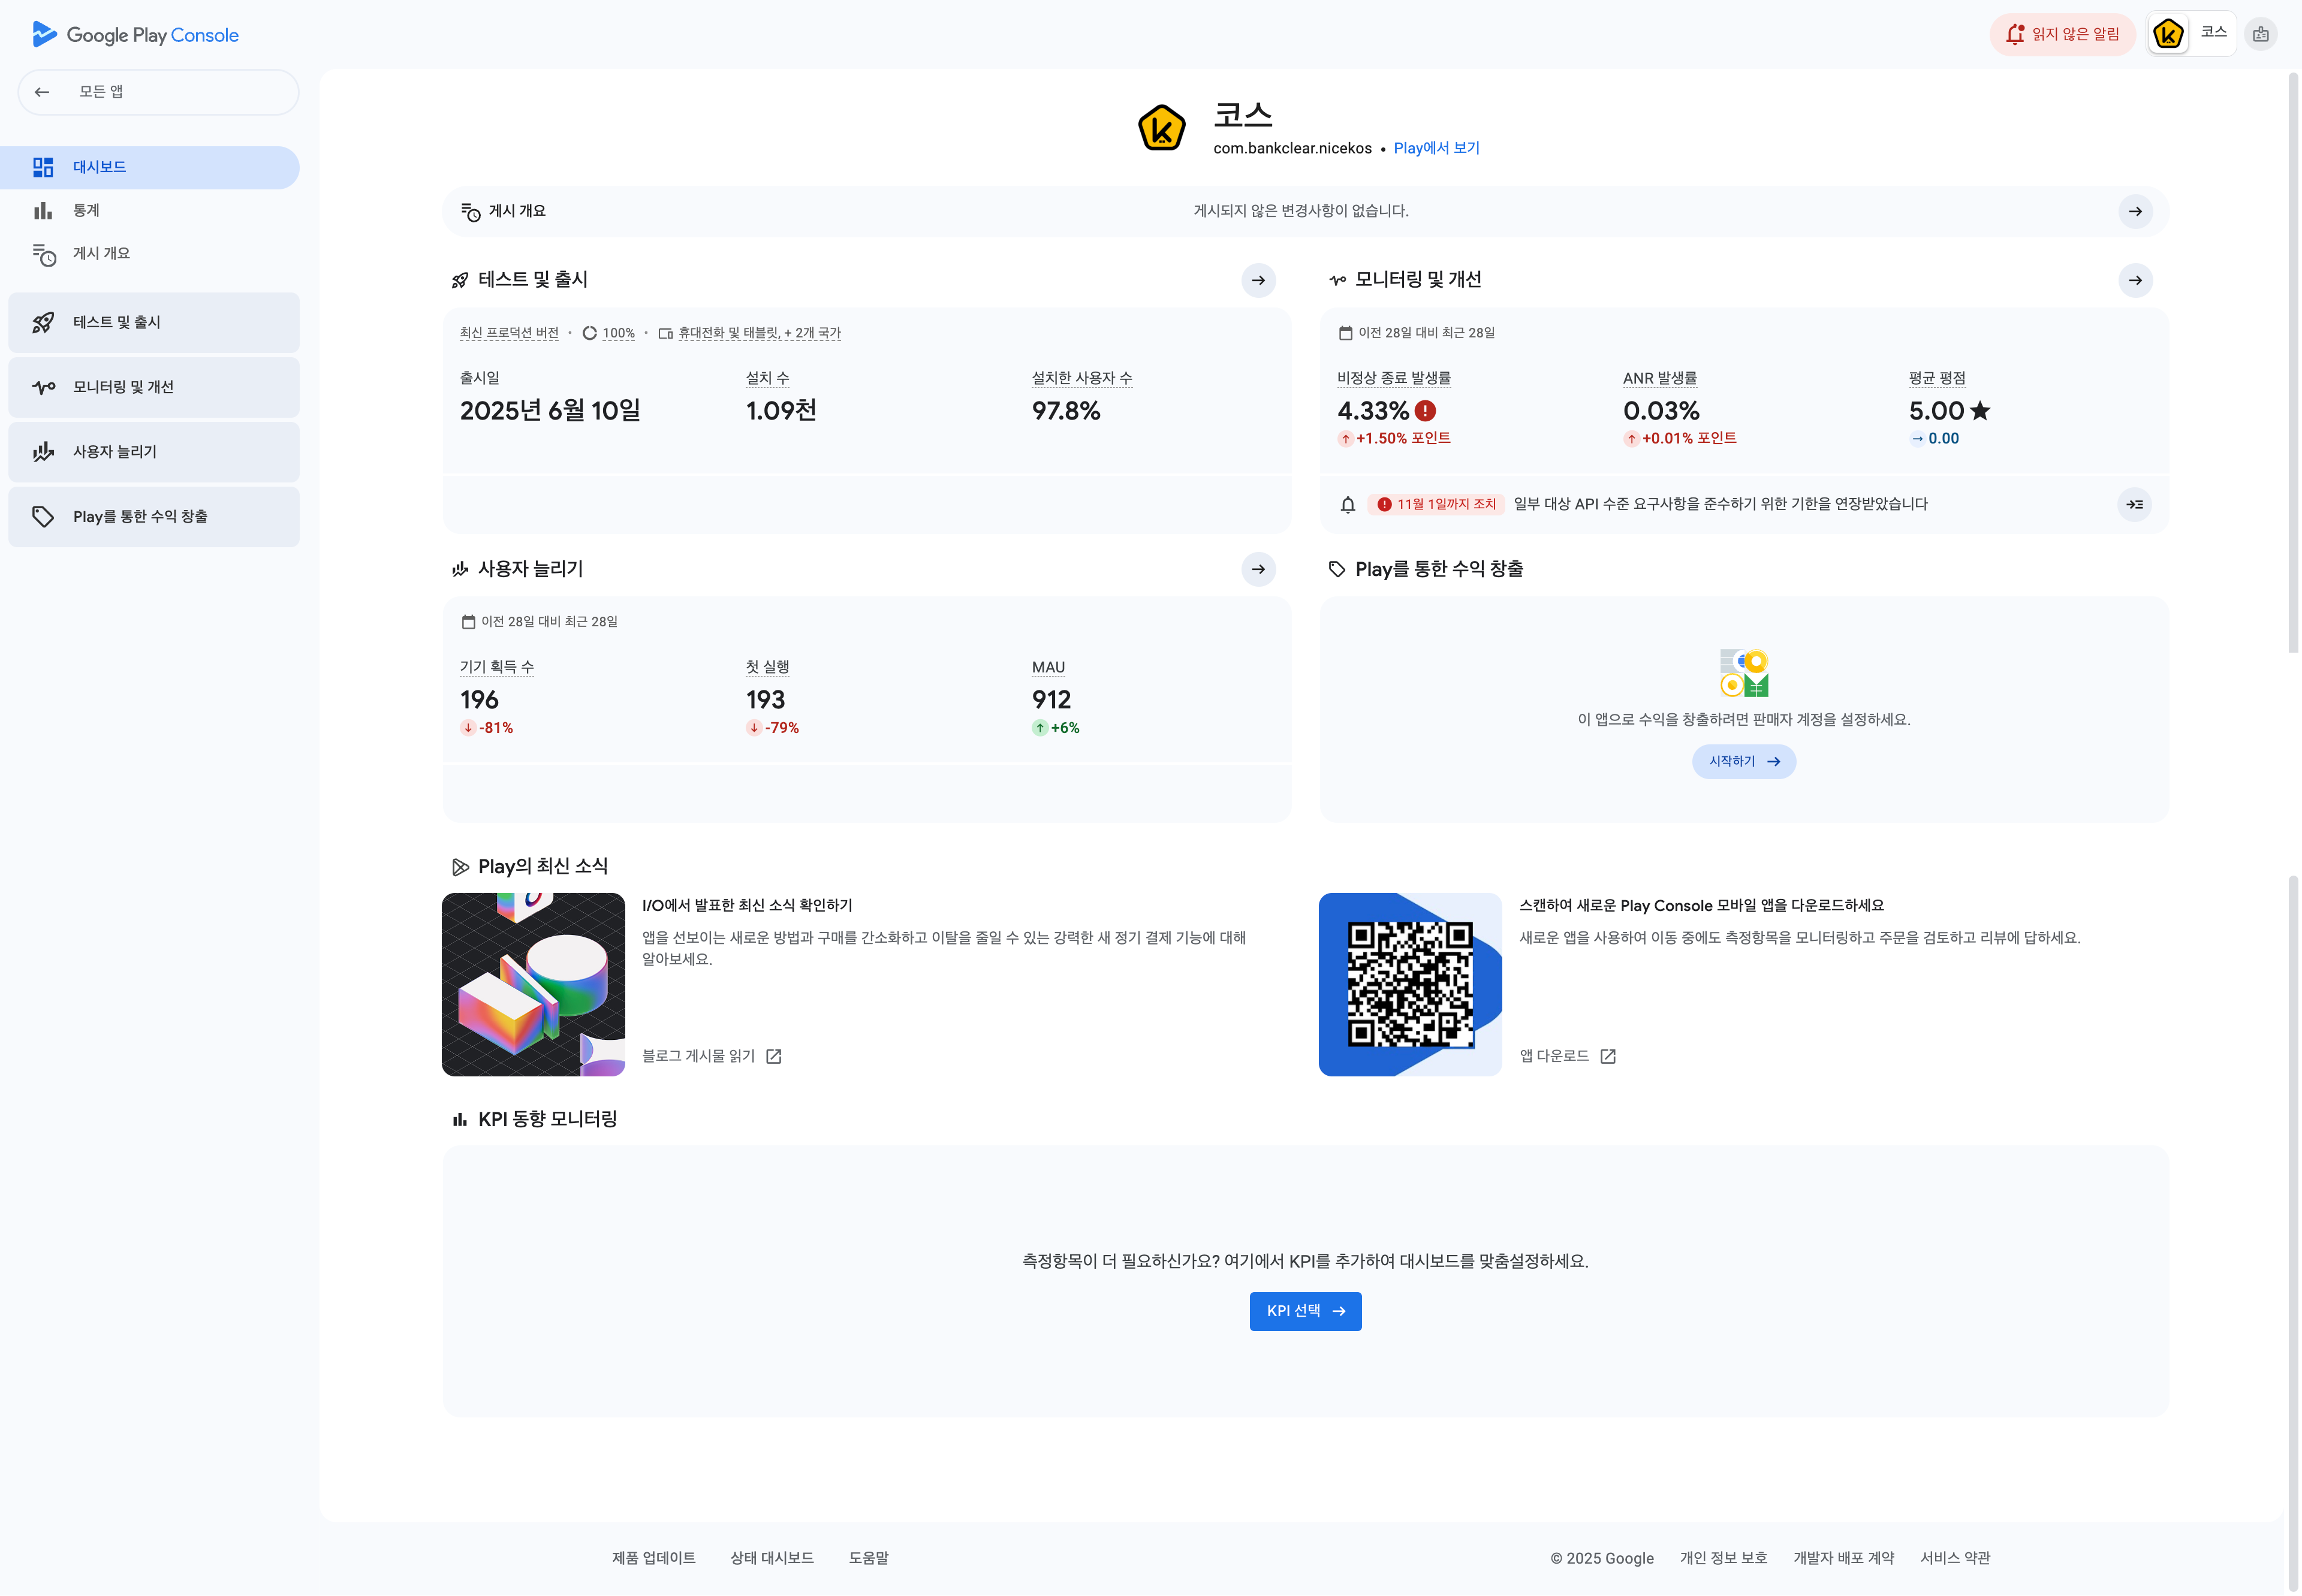 Google Play Console
읽지 않은 알림
코스
모든 앱
대시보드
통계
게시 개요
테스트 및 출시
모니터링 및 개선
사용자 늘리기
Play를 통한 수익 창출
코스
com.bankclear.nicekos • Play에서 보기
게시 개요
게시되지 않은 변경사항이 없습니다.
테스트 및 출시
최신 프로덕션 버전 • 100% • 휴대전화 및 태블릿, + 2개 국가
출시일
2025년 6월 10일
설치 수
1.09천
설치한 사용자 수
97.8%
모니터링 및 개선
이전 28일 대비 최근 28일
비정상 종료 발생률
4.33%
+1.50% 포인트
ANR 발생률
0.03%
+0.01% 포인트
평균 평점
5.00
0.00
11월 1일까지 조치 일부 대상 API 수준 요구사항을 준수하기 위한 기한을 연장받았습니다
사용자 늘리기
이전 28일 대비 최근 28일
기기 획득 수
196
-81%
첫 실행
193
-79%
MAU
912
+6%
Play를 통한 수익 창출
이 앱으로 수익을 창출하려면 판매자 계정을 설정하세요.
시작하기
Play의 최신 소식
I/O에서 발표한 최신 소식 확인하기
앱을 선보이는 새로운 방법과 구매를 간소화하고 이탈을 줄일 수 있는 강력한 새 정기 결제 기능에 대해
알아보세요.
블로그 게시물 읽기
스캔하여 새로운 Play Console 모바일 앱을 다운로드하세요
새로운 앱을 사용하여 이동 중에도 측정항목을 모니터링하고 주문을 검토하고 리뷰에 답하세요.
앱 다운로드
KPI 동향 모니터링
측정항목이 더 필요하신가요? 여기에서 KPI를 추가하여 대시보드를 맞춤설정하세요.
KPI 선택
제품 업데이트 상태 대시보드 도움말
© 2025 Google 개인 정보 보호 개발자 배포 계약 서비스 약관